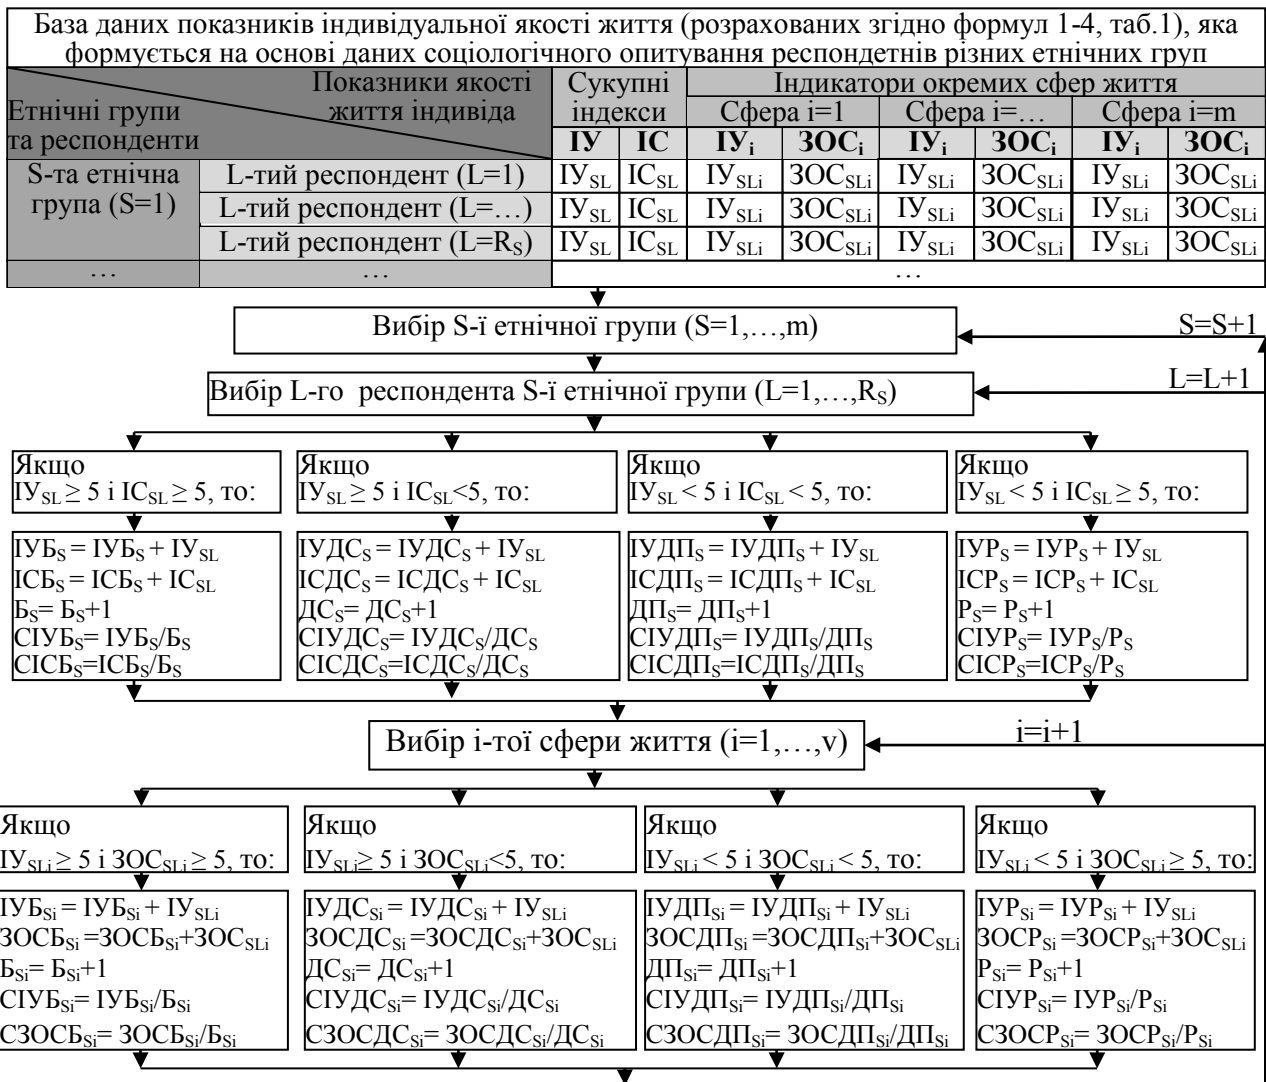 База даних показників індивідуальної якості життя (розрахованих згідно формул 1-4, таб.1), яка
формується на основі даних соціологічного опитування респондетнів різних етнічних груп
Показники якості
життя індивіда
Етнічні групи
та респонденти
Сукупні
індекси
Індикатори окремих сфер життя
Сфера і=1 Сфера і=… Сфера і=m
ІУ ІС ІУi ЗОСi ІУi ЗОСi ІУi ЗОСi
S-та етнічна
група (S=1)
L-тий респондент (L=1) ІУSL ІСSL ІУSLi ЗОСSLi ІУSLi ЗОСSLi ІУSLi ЗОСSLi
L-тий респондент (L=…) ІУSL ІСSL ІУSLi ЗОСSLi ІУSLi ЗОСSLi ІУSLi ЗОСSLi
L-тий респондент (L=RS) ІУSL ІСSL ІУSLi ЗОСSLi ІУSLi ЗОСSLi ІУSLi ЗОСSLi
… … …
Вибір S-ї етнічної групи (S=1,…,m)
S=S+1
Вибір L-го респондента S-ї етнічної групи (L=1,…,RS)
L=L+1
Якщо
ІУSL ≥ 5 і ІСSL ≥ 5, то:
Якщо
ІУSL ≥ 5 і ІСSL<5, то:
Якщо
ІУSL < 5 і ІСSL < 5, то:
Якщо
ІУSL < 5 і ІСSL ≥ 5, то:
ІУБS = ІУБS + ІУSL
ІСБS = ІСБS + ІСSL
БS= БS+1
СІУБS= ІУБS/БS
СІСБS=ІСБS/БS
ІУДСS = ІУДСS + ІУSL
ІСДСS = ІСДСS + ІСSL
ДСS= ДСS+1
СІУДСS= ІУДСS/ДСS
СІСДСS=ІСДСS/ДСS
ІУДПS = ІУДПS + ІУSL
ІСДПS = ІСДПS + ІСSL
ДПS= ДПS+1
СІУДПS= ІУДПS/ДПS
СІСДПS=ІСДПS/ДПS
ІУРS = ІУРS + ІУSL
ІСРS = ІСРS + ІСSL
РS= РS+1
СІУРS= ІУРS/РS
СІСРS=ІСРS/РS
Вибір і-тої сфери життя (і=1,…,v)
і=і+1
Якщо
ІУSLi ≥ 5 і ЗОСSLi ≥ 5, то:
Якщо
ІУSLi≥ 5 і ЗОСSLi<5, то:
Якщо
ІУSLi < 5 і ЗОСSLi < 5, то:
Якщо
ІУSLi < 5 і ЗОСSLi ≥ 5, то:
ІУБSi = ІУБSi + ІУSLi
ЗОСБSi =ЗОСБSi+ЗОСSLi
БSi= БSi+1
СІУБSi= ІУБSi/БSi
СЗОСБSi= ЗОСБSi/БSi
ІУДСSi = ІУДСSi + ІУSLi
ЗОСДСSi =ЗОСДСSi+ЗОСSLi
ДСSi= ДСSi+1
СІУДСSi= ІУДСSi/ДСSi
СЗОСДСSi= ЗОСДСSi/ДСSi
ІУДПSi = ІУДПSi + ІУSLi
ЗОСДПSi =ЗОСДПSi+ЗОСSLi
ДПSi= ДПSi+1
СІУДПSi= ІУДПSi/ДПSi
СЗОСДПSi= ЗОСДПSi/ДПSi
ІУРSi = ІУРSi + ІУSLi
ЗОСРSi =ЗОСРSi+ЗОСSLi
РSi= РSi+1
СІУРSi= ІУРSi/РSi
СЗОСРSi= ЗОСРSi/РSi